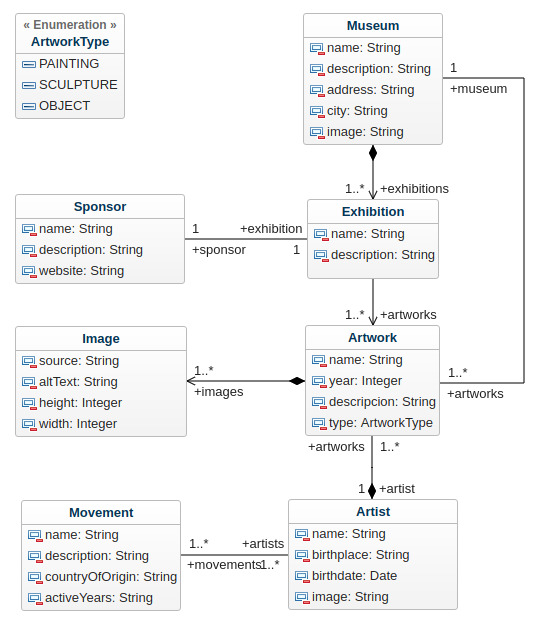 « Enumeration »
ArtworkType
PAINTING
SCULPTURE
OBJECT
Museum
name: String
description: String
address: String
city: String
image: String
1
+museum
1..*
+exhibitions
Sponsor
name: String
description: String
website: String
1
+exhibition
+sponsor
1
Exhibition
name: String
description: String
1..*
+artworks
Image
source: String
altText: String
height: Integer
width: Integer
1..*
+images
Artwork
name: String
year: Integer
descripcion: String
type: ArtworkType
1..*
+artworks
+artworks
1..*
1
+artist
Movement
name: String
description: String
countryOfOrigin: String
activeYears: String
1..*
+artists
+movements
1..*
Artist
name: String
birthplace: String
birthdate: Date
image: String